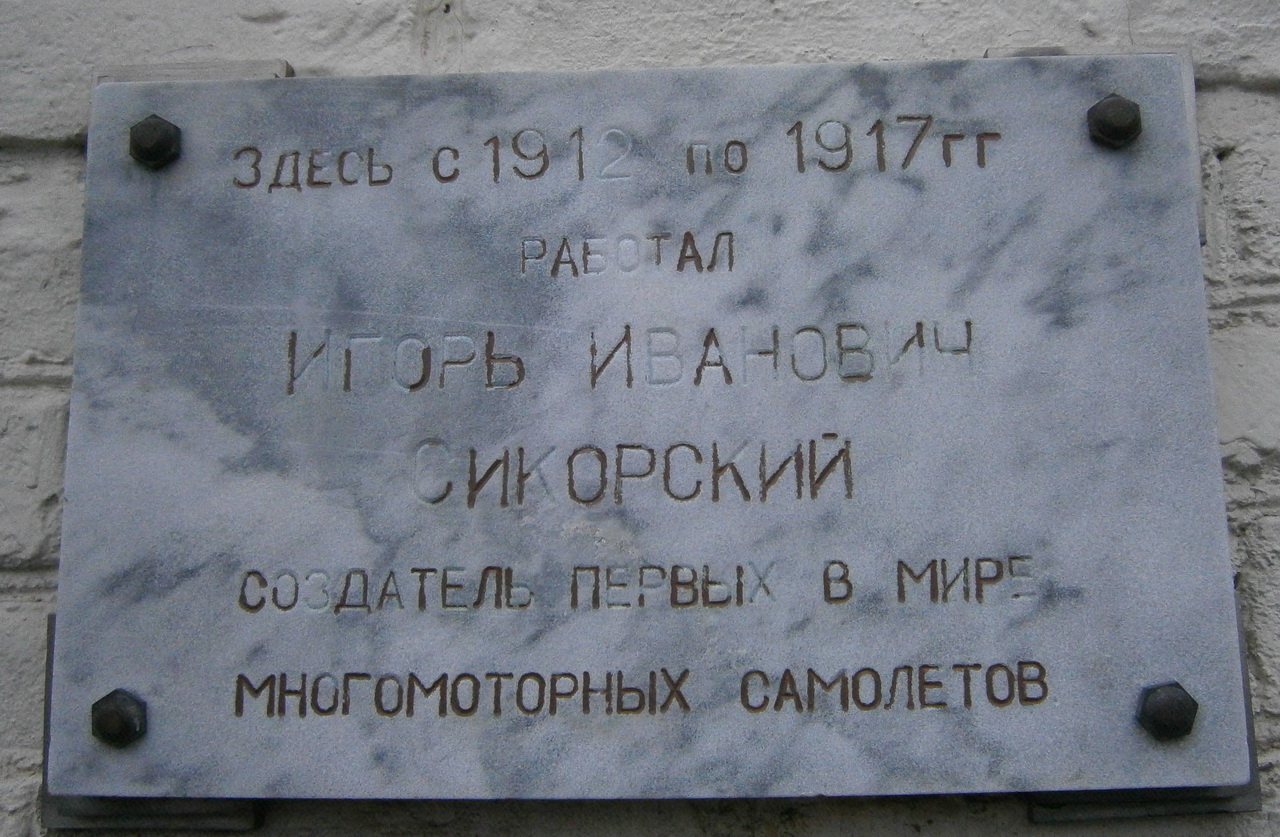 ЗДЕСЬ С 1912 ПО 1917ГГ
РАБОТАЛ
ИГОРЬ ИВАНОВИЧ
СИКОРСКИЙ
СОЗДАТЕЛЬ ПЕРВЫХ В МИРЕ
МНОГОМОТОРНЫХ САМОЛЕТОВ